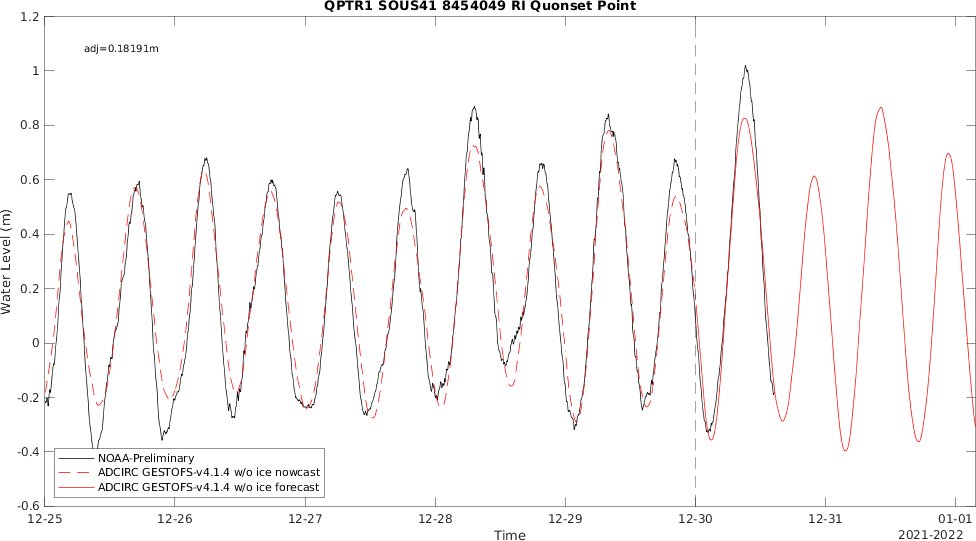 QPTR1 SOUS41 8454049 RI Quonset Point
1.2
adj=0.18191m
1
0.8
0.6
0.4
0.2
0
-0.2
-0.4
-0.6
Water Level (m)
NOAA-Preliminary
ADCIRC GESTOFS-v4.1.4 w/o ice nowcast
ADCIRC GESTOFS-v4.1.4 w/o ice forecast
12-25 12-26 12-27 12-28 12-29 12-30 12-31 01-01
Time
2021-2022